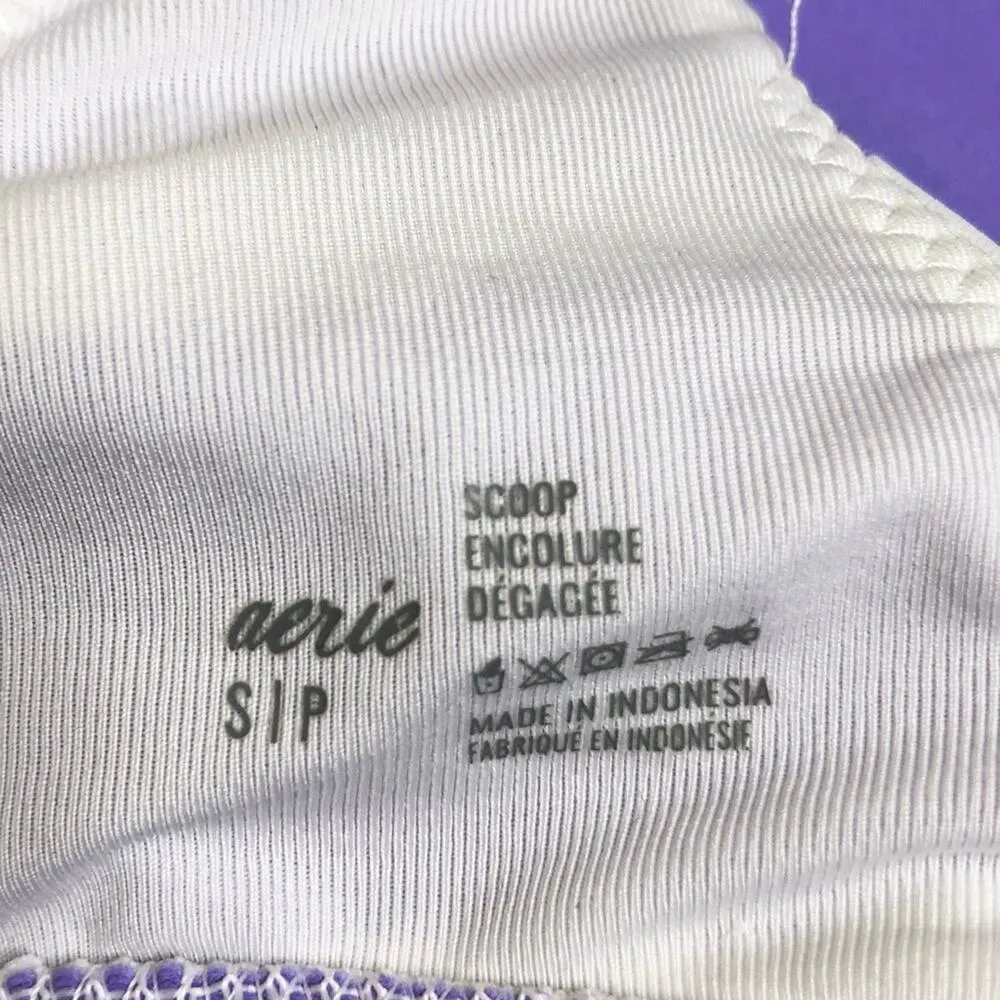 aerie
S|P
SCOOP
ENCOLURE
DÉGAGÉE
MADE IN INDONESIA
FABRIQUÉ EN INDONÉSIE